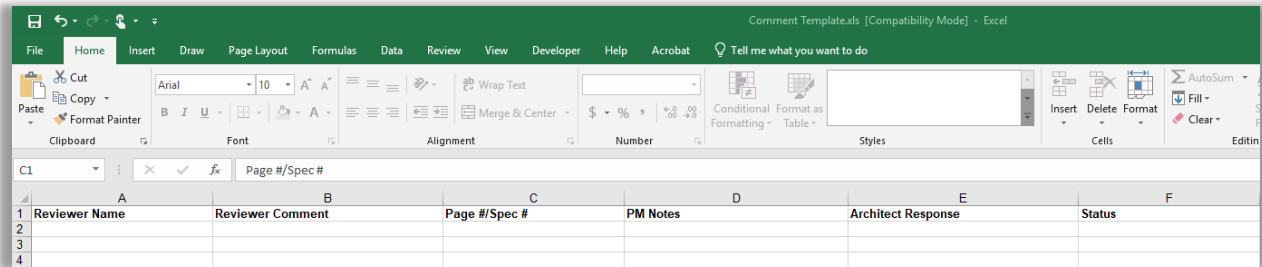 Comment Template.xls [Compatibility Mode] - Excel
File Home Insert Draw Page Layout Formulas Data Review View Developer Help Acrobat Tell me what you want to do
Cut
Copy
Format Painter
Paste
Clipboard
Arial 10 A A
B I U A
Font
Wrap Text
Merge & Center
Alignment
$ % , .00
Number
Conditional Formatting
Format as Table
Styles
Insert Delete Format
Cells
AutoSum
Fill
Clear
Editin
C1 fx Page #/Spec #
A B C D E F
1 Reviewer Name Reviewer Comment Page #/Spec # PM Notes Architect Response Status
2
3
4